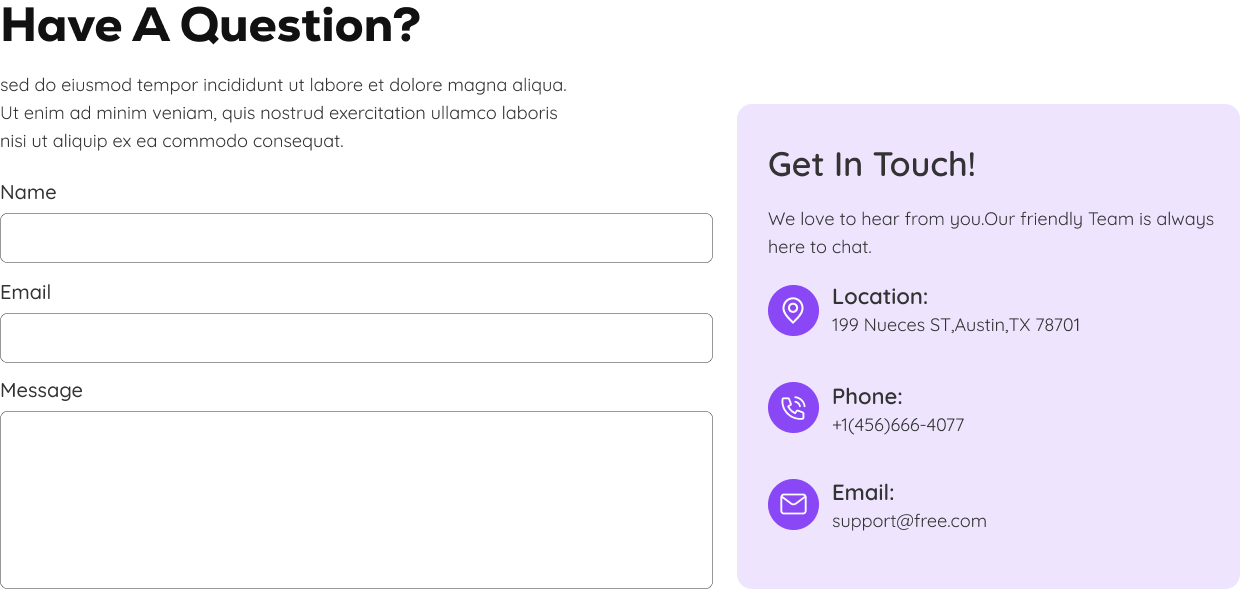 Have A Question?
sed do eiusmod tempor incididunt ut labore et dolore magna aliqua.
Ut enim ad minim veniam, quis nostrud exercitation ullamco laboris
nisi ut aliquip ex ea commodo consequat.
Name
Email
Message
Get In Touch!
We love to hear from you.Our friendly Team is always
here to chat.
Location:
199 Nueces ST,Austin,TX 78701
Phone:
+1(456)666-4077
Email:
support@free.com